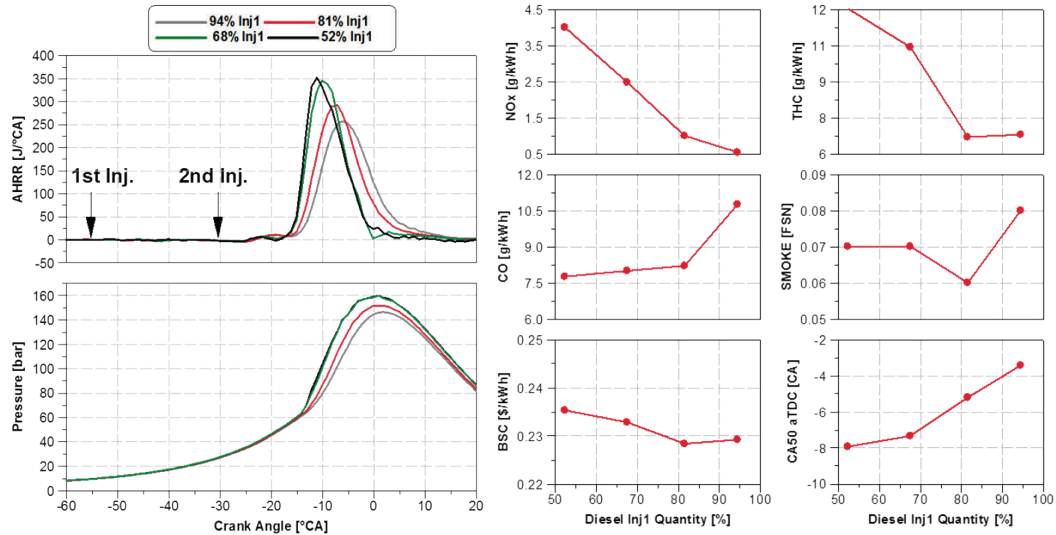 94% Inj1 81% Inj1
68% Inj1 52% Inj1
AHRR [J/°CA]
400
350
300
250
200
150
100
50
0
-50
1st Inj. 2nd Inj.
Pressure [bar]
160
140
120
100
80
60
40
20
0
-60 -50 -40 -30 -20 -10 0 10 20
Crank Angle [°CA]
NOx [g/kWh]
4.5
3.5
2.5
1.5
0.5
THC [g/kWh]
12
11
9
8
6
CO [g/kWh]
12.0
10.5
9.0
7.5
6.0
SMOKE [FSN]
0.09
0.08
0.07
0.06
0.05
BSC [$/kWh]
0.25
0.24
0.23
0.22
50 60 70 80 90 100
Diesel Inj1 Quantity [%]
CA50 aTDC [CA]
-2
-4
-6
-8
-10
50 60 70 80 90 100
Diesel Inj1 Quantity [%]